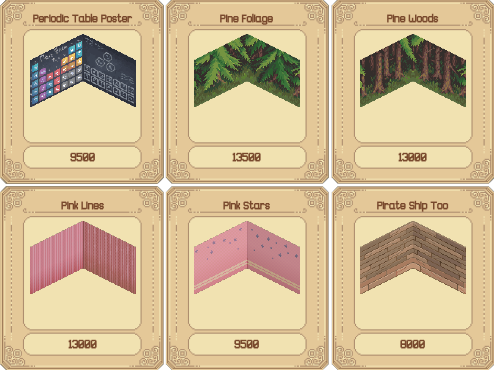 Periodic Table Poster
9500
Pine Foliage
13500
Pine Woods
13000
Pink Lines
13000
Pink Stars
9500
Pirate Ship Too
8000